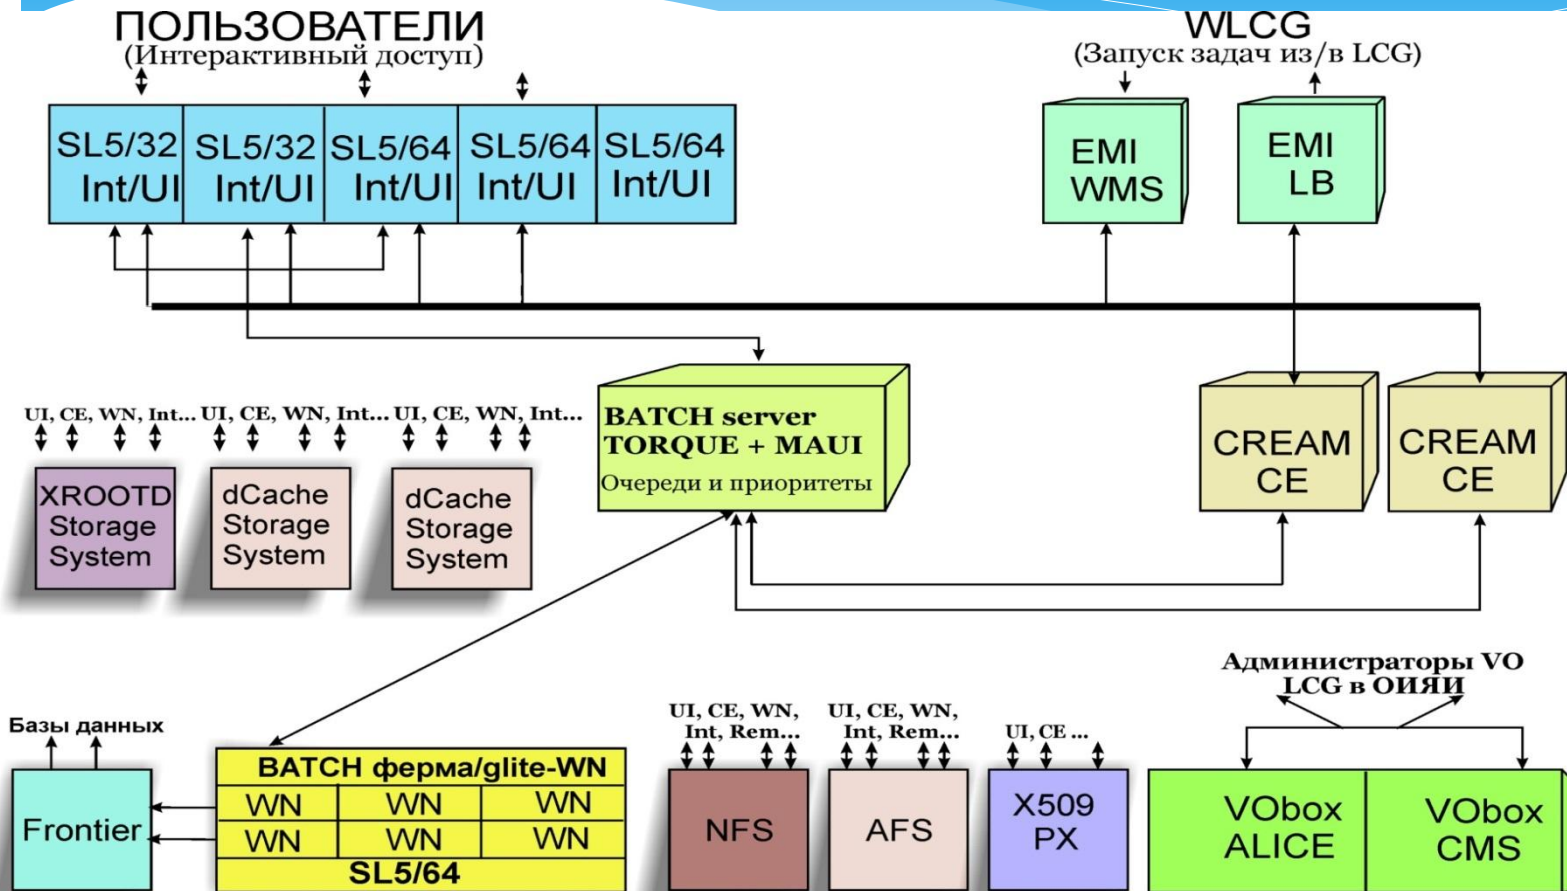 ПОЛЬЗОВАТЕЛИ
(Интерактивный доступ)
WLCG
(Запуск задач из/в LCG)
SL5/32
Int/UI
SL5/32
Int/UI
SL5/64
Int/UI
SL5/64
Int/UI
SL5/64
Int/UI
EMI
WMS
EMI
LB
UI, CE, WN, Int...
UI, CE, WN, Int...
UI, CE, WN, Int...
XROOTD
Storage
System
dCache
Storage
System
dCache
Storage
System
BATCH server
TORQUE + MAUI
Очереди и приоритеты
CREAM
CE
CREAM
CE
Базы данных
Frontier
BATCH ферма/glite-WN
WN WN WN
WN WN WN
SL5/64
UI, CE, WN,
Int, Rem...
NFS
UI, CE, WN,
Int, Rem...
AFS
UI, CE ...
X509
PX
Администраторы VO
LCG в ОИЯИ
VObox
ALICE
VObox
CMS